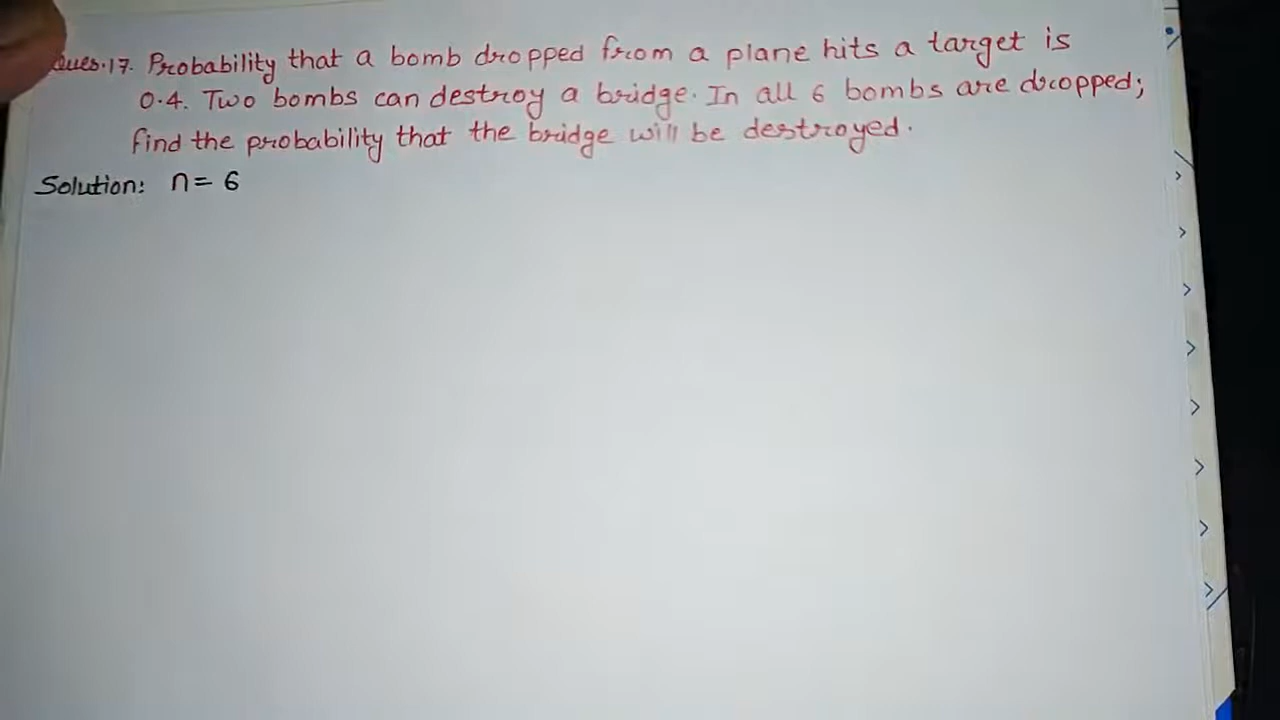 Ques.17. Probability that a bomb dropped from a plane hits a target is
0.4. Two bombs can destroy a bridge. In all 6 bombs are dropped;
find the probability that the bridge will be destroyed.
Solution: n = 6